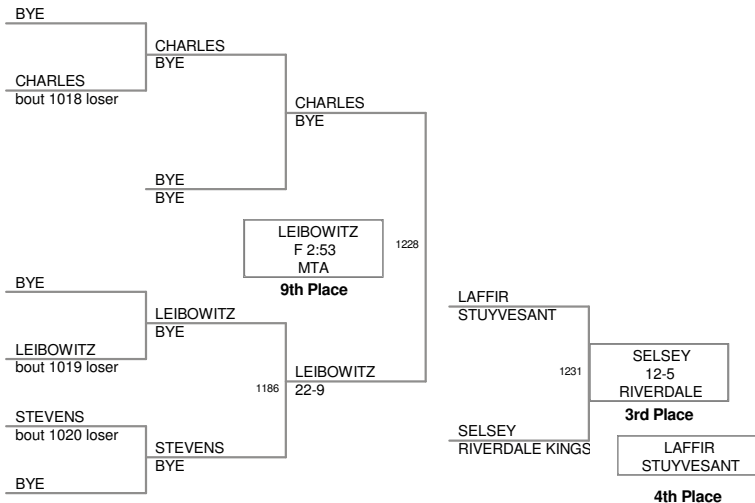 BYE
CHARLES
BYE
CHARLES
bout 1018 loser
CHARLES
BYE
BYE
BYE
LEIBOWITZ
F 2:53
MTA
9th Place
1228
BYE
LEIBOWITZ
BYE
LEIBOWITZ
bout 1019 loser
1186
LEIBOWITZ
22-9
STEVENS
bout 1020 loser
STEVENS
BYE
BYE
LAFFIR
STUYVESANT
1231
SELSEY
12-5
RIVERDALE
3rd Place
SELSEY
RIVERDALE KINGS
LAFFIR
STUYVESANT
4th Place